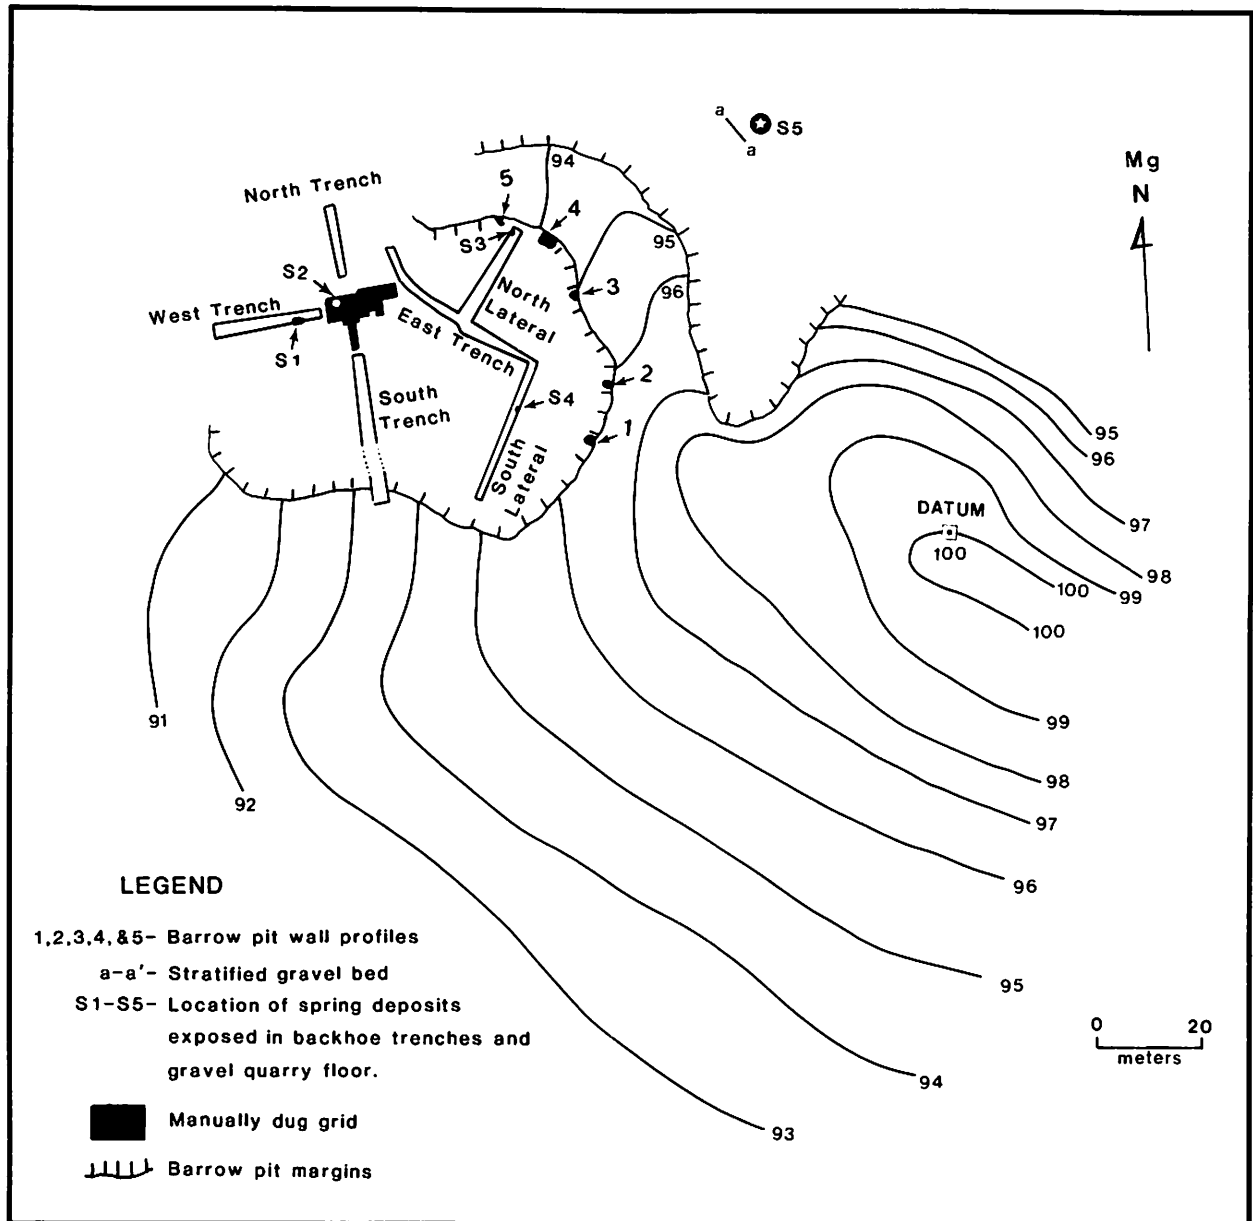 a
S5
a
Mg
N
94
5
4
North Trench
S3
95
S2
96
3
North
Lateral
West Trench
S1
East Trench
2
South
Trench
S4
1
South
Lateral
95
96
97
98
99
DATUM
100
100
100
91
92
99
98
97
96
95
94
93
LEGEND
1,2,3,4,&5- Barrow pit wall profiles
a-a'- Stratified gravel bed
S1-S5- Location of spring deposits
exposed in backhoe trenches and
gravel quarry floor.
Manually dug grid
Barrow pit margins
0 20
meters